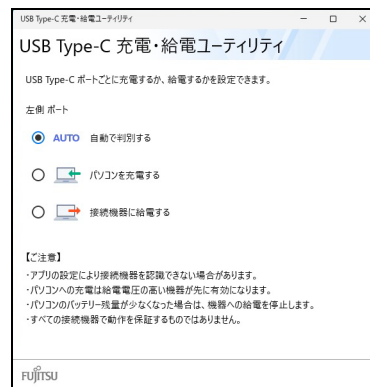 USB Type-C 充電・給電ユーティリティ
USB Type-C 充電・給電ユーティリティ
USB Type-C ポートごとに充電するか、給電するかを設定できます。
左側 ポート
AUTO 自動で判別する
パソコンを充電する
接続機器に給電する
【ご注意】
・アプリの設定により接続機器を認識できない場合があります。
・パソコンへの充電は給電電圧の高い機器が先に有効になります。
・パソコンのバッテリー残量が少なくなった場合は、機器への給電を停止します。
・すべての接続機器で動作を保証するものではありません。
FUJITSU